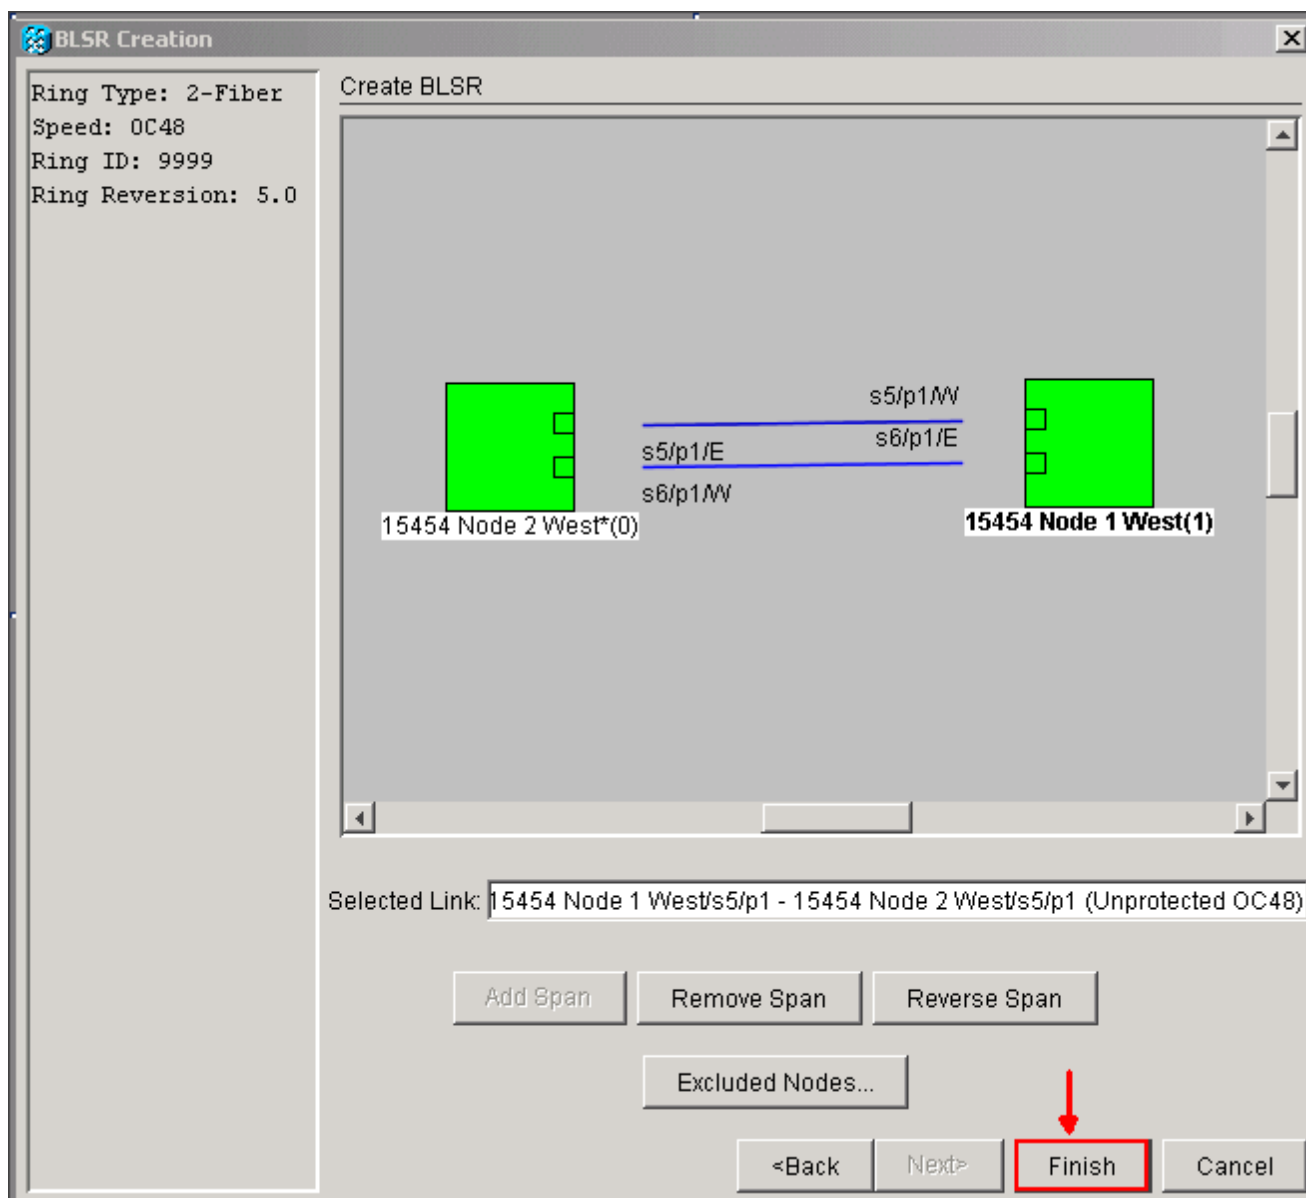 BLSR Creation
Ring Type: 2-Fiber
Speed: OC48
Ring ID: 9999
Ring Reversion: 5.0
Create BLSR
s5/p1/W
s6/p1/E
s5/p1/E
s6/p1/W
15454 Node 2 West*(0)
15454 Node 1 West(1)
Selected Link: 15454 Node 1 West/s5/p1 - 15454 Node 2 West/s5/p1 (Unprotected OC48)
Add Span Remove Span Reverse Span
Excluded Nodes...
<Back Next> Finish Cancel